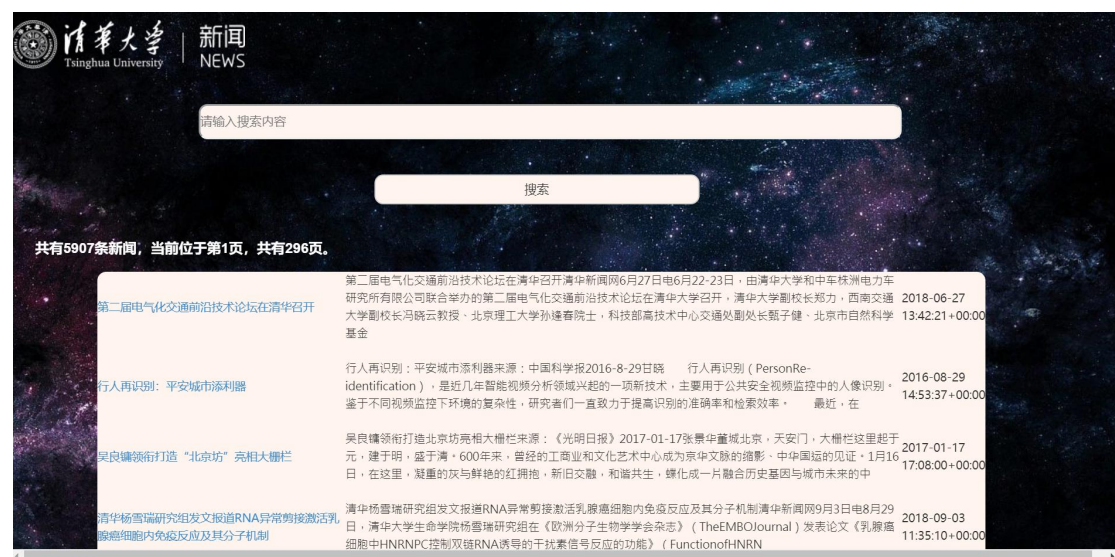 清华大学
Tsinghua University
新闻
NEWS
请输入搜索内容
搜索
共有5907条新闻，当前位于第1页，共有296页。
第二届电气化交通前沿技术论坛在清华召开
第二届电气化交通前沿技术论坛在清华召开清华新闻网6月27日电6月22-23日，由清华大学和中车株洲电力车
研究所有限公司联合举办的第二届电气化交通前沿技术论坛在清华大学召开，清华大学副校长郑力，西南交通
大学副校长冯晓云教授、北京理工大学孙逢春院士，科技部高技术中心交通处副处长甄子健、北京市自然科学
基金
2018-06-27
13:42:21+00:00
行人再识别：平安城市添利器
行人再识别：平安城市添利器来源：中国科学报2016-8-29甘晓 行人再识别（PersonRe-
identification），是近几年智能视频分析领域兴起的一项新技术，主要用于公共安全视频监控中的人像识别。
鉴于不同视频监控下环境的复杂性，研究者们一直致力于提高识别的准确率和检索效率。 最近，在
2016-08-29
14:53:37+00:00
吴良镛领衔打造“北京坊”亮相大栅栏
吴良镛领衔打造北京坊亮相大栅栏来源：《光明日报》2017-01-17张景华董城北京，天安门，大栅栏这里起于
元，建于明，盛于清。600年来，曾经的工商业和文化艺术中心成为京华文脉的缩影、中华国运的见证。1月16
日，在这里，凝重的灰与鲜艳的红拥抱，新旧交融，和谐共生，蝶化成一片融合历史基因与城市未来的中
2017-01-17
17:08:00+00:00
清华杨雪瑞研究组发文报道RNA异常剪接激活乳
腺癌细胞内免疫反应及其分子机制
清华杨雪瑞研究组发文报道RNA异常剪接激活乳腺癌细胞内免疫反应及其分子机制清华新闻网9月3日电8月29
日，清华大学生命学院杨雪瑞研究组在《欧洲分子生物学学会杂志》（TheEMBOJournal）发表论文《乳腺癌
细胞中HNRNPC控制双链RNA诱导的干扰素信号反应的功能》（FunctionofHNRN
2018-09-03
11:35:10+00:00